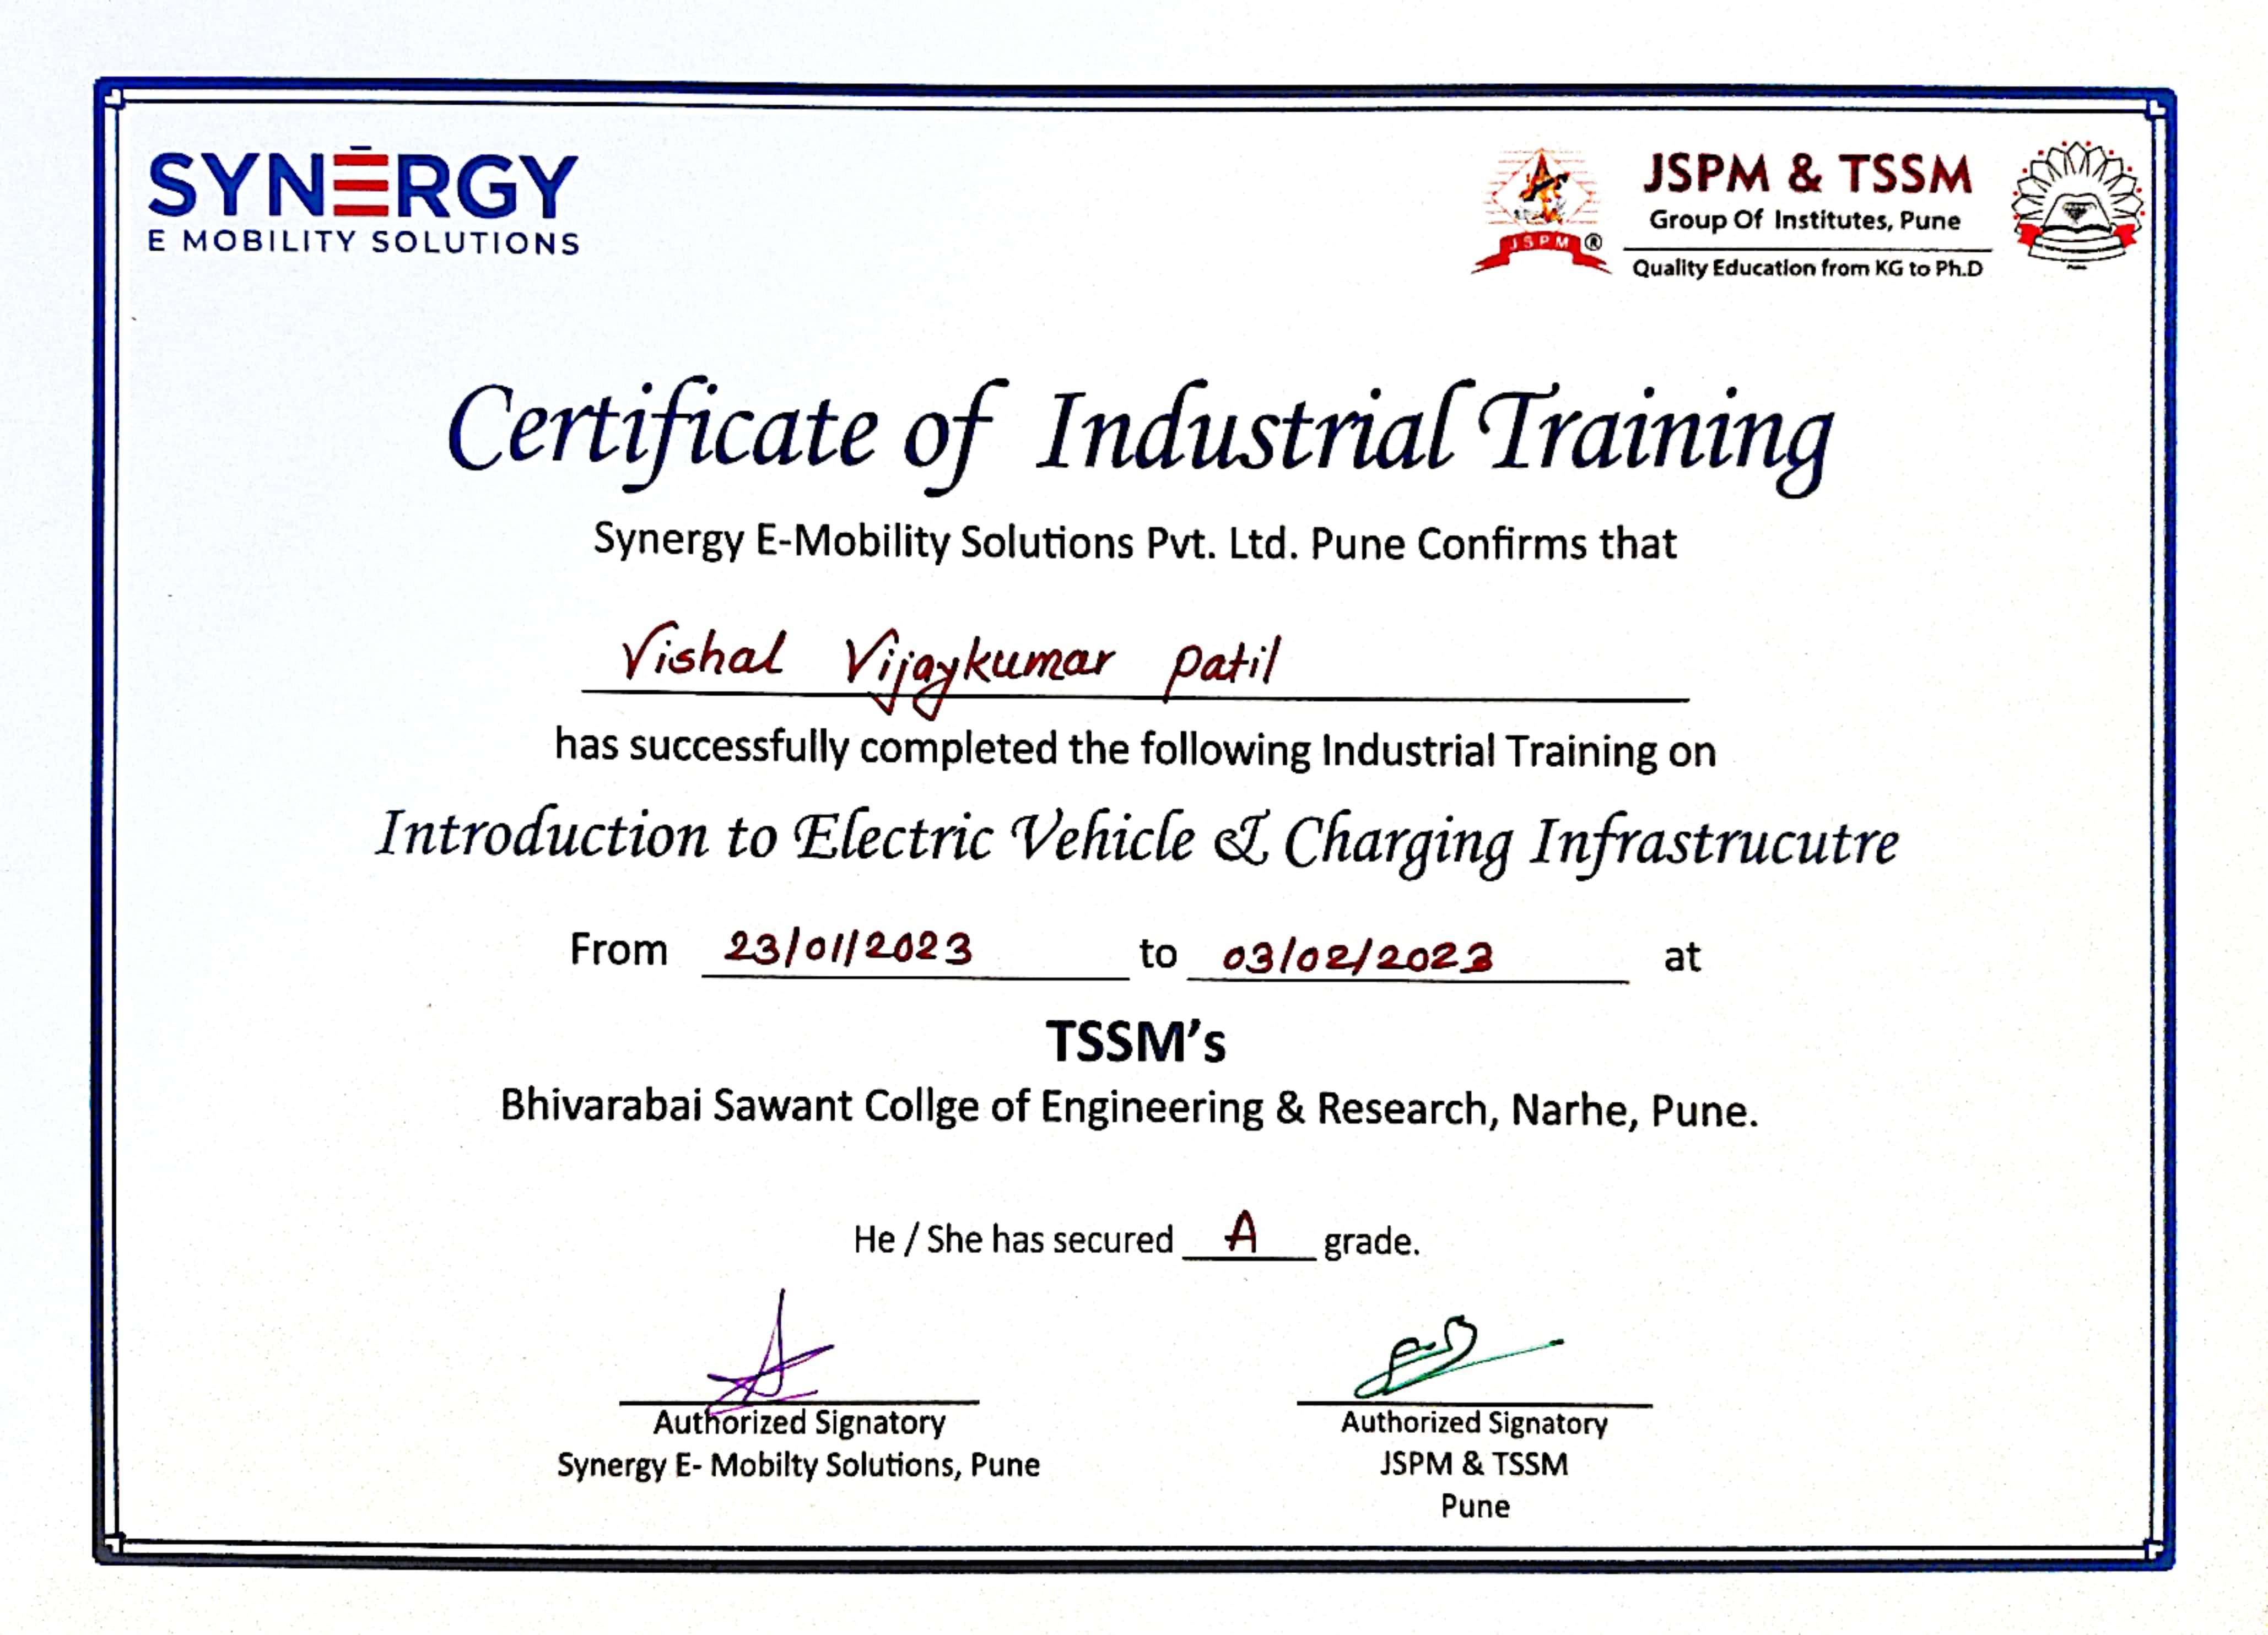 SYNERGY
E MOBILITY SOLUTIONS
JSPM ®
JSPM & TSSM
Group Of Institutes, Pune
Quality Education from KG to Ph.D
Certificate of Industrial Training
Synergy E-Mobility Solutions Pvt. Ltd. Pune Confirms that
Vishal Vijaykumar Patil
has successfully completed the following Industrial Training on
Introduction to Electric Vehicle & Charging Infrastrucutre
From 23/01/2023 to 03/02/2023 at
TSSM's
Bhivarabai Sawant Collge of Engineering & Research, Narhe, Pune.
He / She has secured A grade.
Authorized Signatory
Synergy E- Mobilty Solutions, Pune
Authorized Signatory
JSPM & TSSM
Pune